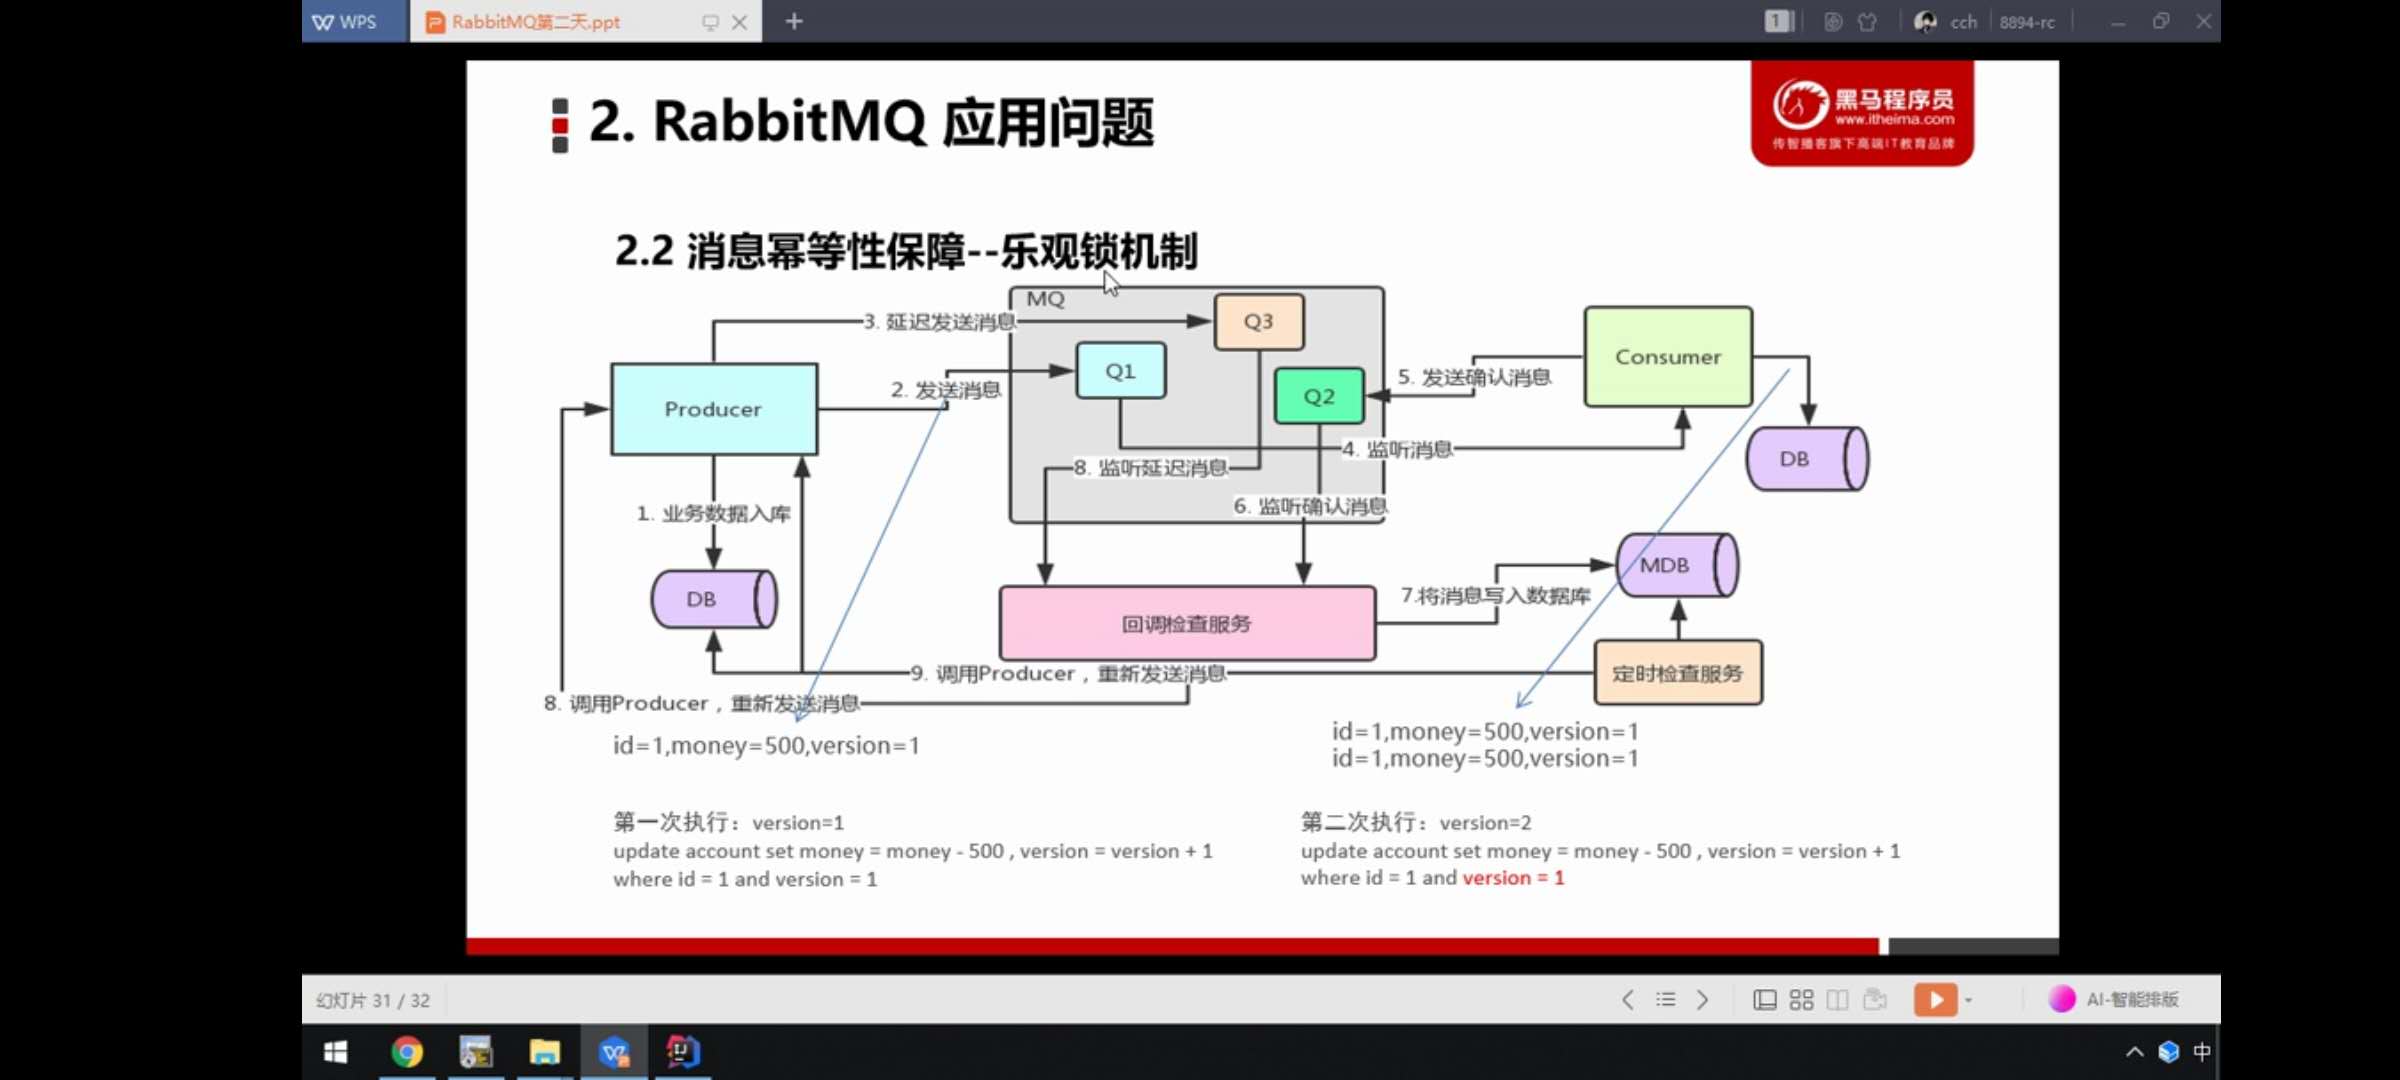 WPS
RabbitMQ第二天.ppt
1
cch
8894-rc
2. RabbitMQ 应用问题
黑马程序员
www.itheima.com
传智播客旗下高端IT教育品牌
2.2 消息幂等性保障--乐观锁机制
MQ
3. 延迟发送消息
Q3
Q1
Consumer
5. 发送确认消息
2. 发送消息
Q2
Producer
4. 监听消息
DB
8. 监听延迟消息
6. 监听确认消息
1. 业务数据入库
MDB
DB
7.将消息写入数据库
回调检查服务
9. 调用Producer，重新发送消息
定时检查服务
8. 调用Producer，重新发送消息
id=1,money=500,version=1
id=1,money=500,version=1
id=1,money=500,version=1
第一次执行：version=1
update account set money = money - 500 , version = version + 1
where id = 1 and version = 1
第二次执行：version=2
update account set money = money - 500 , version = version + 1
where id = 1 and version = 1
幻灯片 31 / 32
AI-智能排版
中